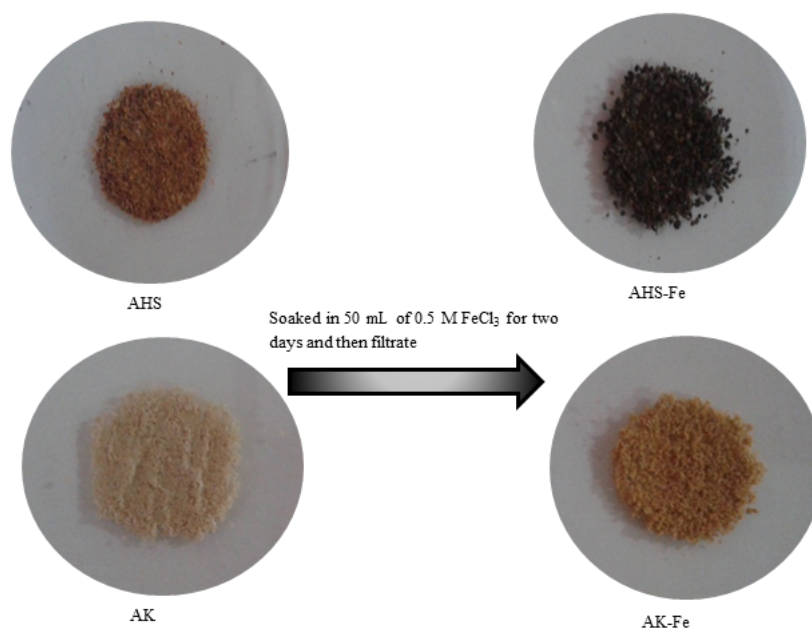 AHS
AHS-Fe
Soaked in 50 mL of 0.5 M FeCl₃ for two
days and then filtrate
AK
AK-Fe